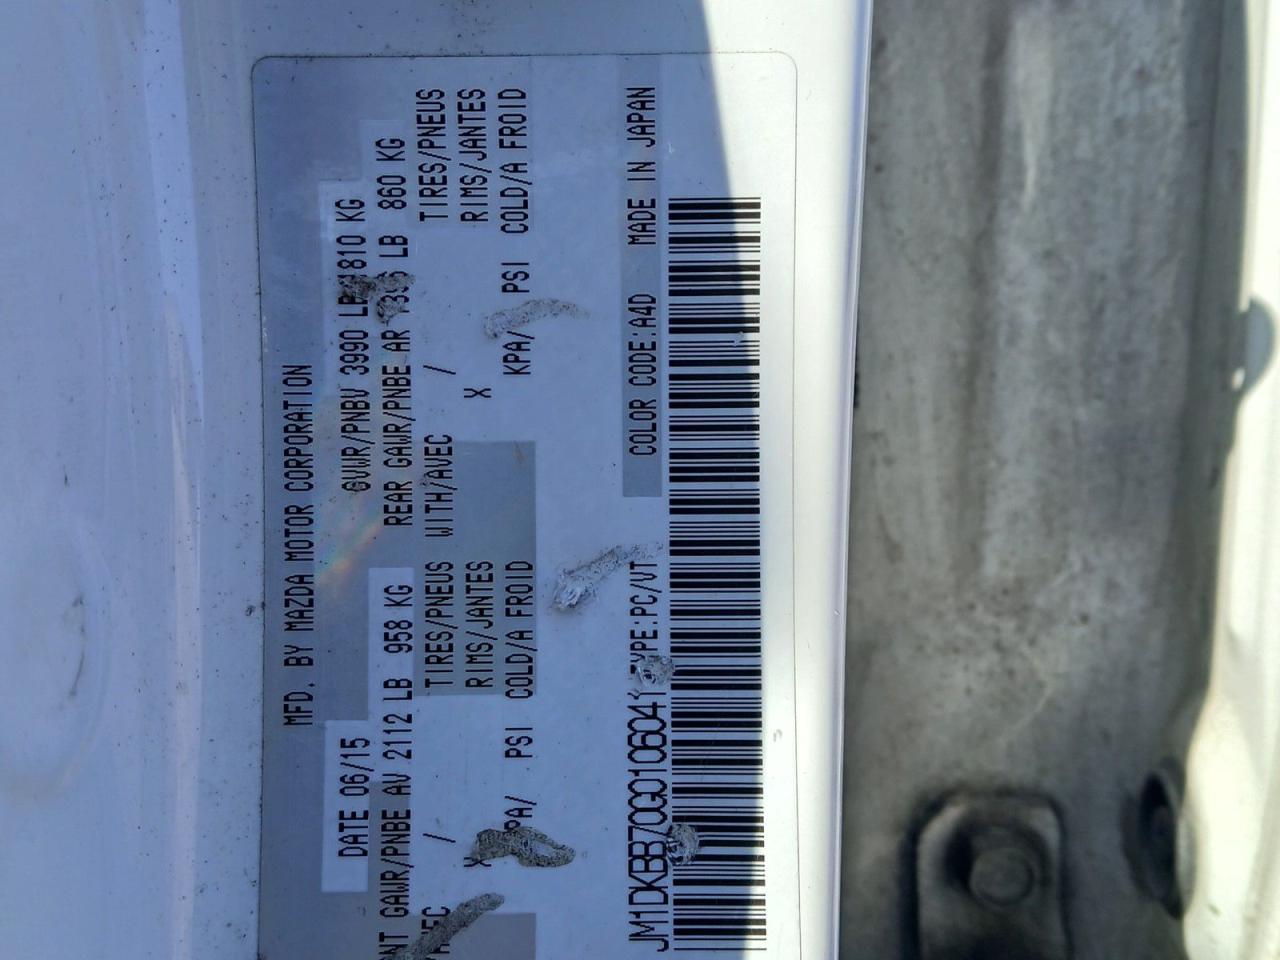 MFD. BY MAZDA MOTOR CORPORATION
DATE 06/15 GVWR/PNBV 3990 LB 1810 KG
GAWR/PNBE AV 2112 LB 958 KG REAR GAWR/PNBE AR LB 860 KG
/ TIRES/PNEUS WITH/AVEC / TIRES/PNEUS
X RIMS/JANTES X RIMS/JANTES
KPA/ PSI COLD/A FROID KPA/ PSI COLD/A FROID
COLOR CODE:A4D MADE IN JAPAN
JM1DKBB70G0106041 TYPE:PC/VT